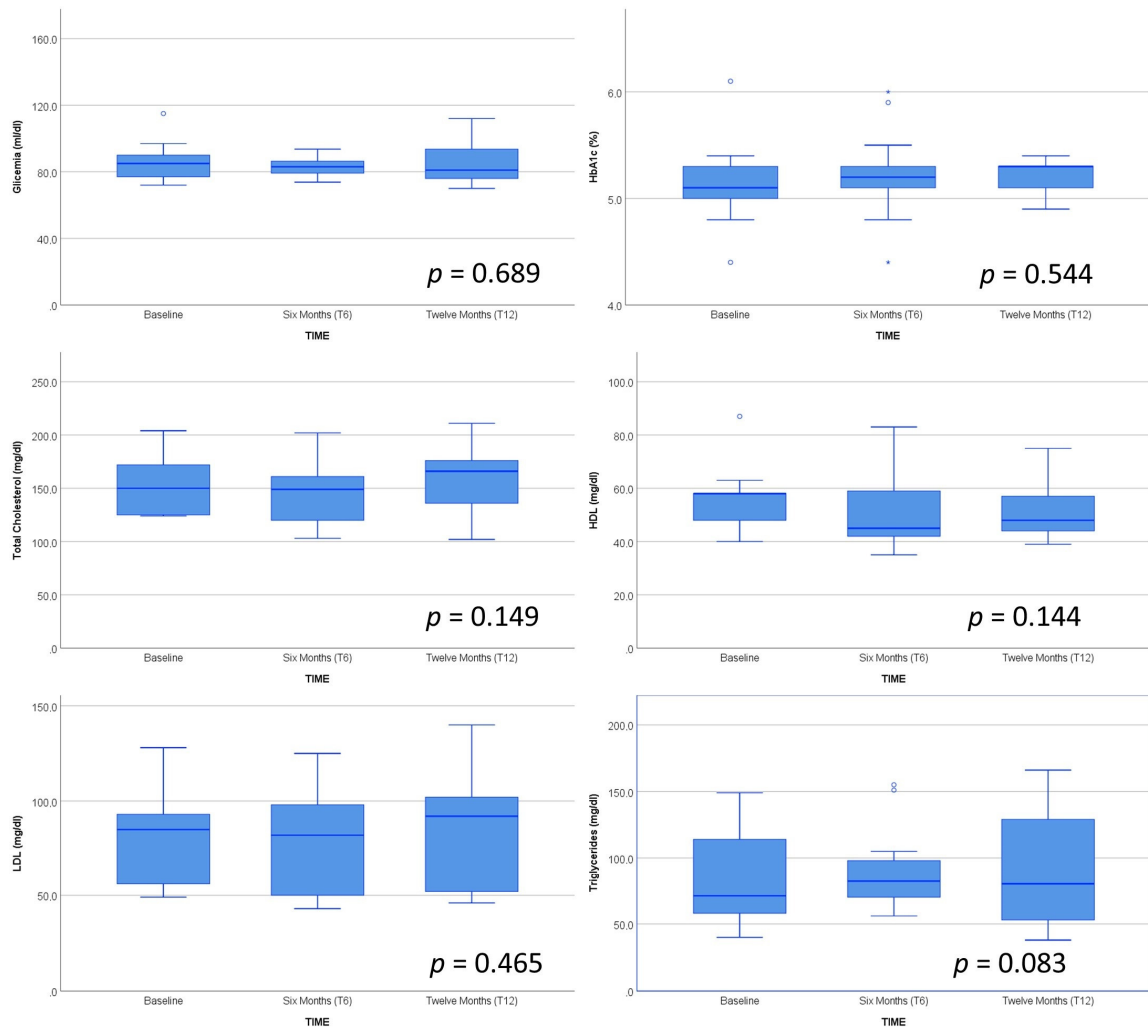 Glicemia (ml/dl)
160.0
120.0
80.0
40.0
.0
p = 0.689
Baseline
Six Months (T6)
Twelve Months (T12)
TIME
HbA1c (%)
6.0
5.0
4.0
p = 0.544
Baseline
Six Months (T6)
Twelve Months (T12)
TIME
Total Cholesterol (mg/dl)
250.0
200.0
150.0
100.0
50.0
.0
p = 0.149
Baseline
Six Months (T6)
Twelve Months (T12)
TIME
HDL (mg/dl)
100.0
80.0
60.0
40.0
20.0
.0
p = 0.144
Baseline
Six Months (T6)
Twelve Months (T12)
TIME
LDL (mg/dl)
150.0
100.0
50.0
.0
p = 0.465
Baseline
Six Months (T6)
Twelve Months (T12)
TIME
Triglycerides (mg/dl)
200.0
150.0
100.0
50.0
.0
p = 0.083
Baseline
Six Months (T6)
Twelve Months (T12)
TIME